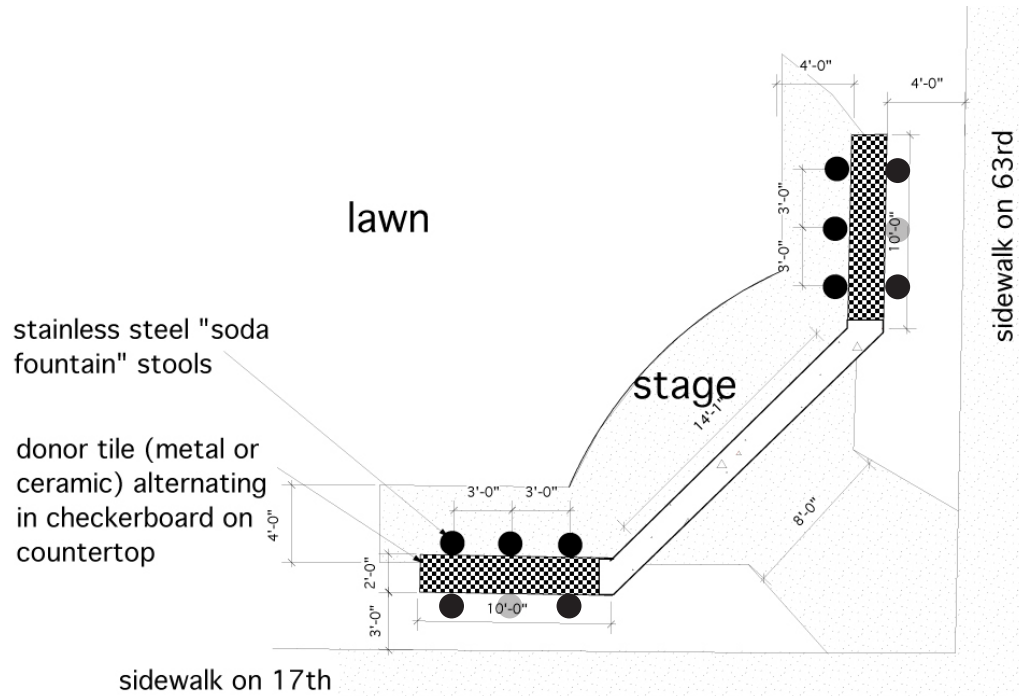 4'-0"
4'-0"
sidewalk on 63rd
3'-0"
3'-0"
10'-0"
lawn
stainless steel "soda
fountain" stools
stage
14'-1"
donor tile (metal or
ceramic) alternating
in checkerboard on
countertop
4'-0"
3'-0"
3'-0"
8'-0"
2'-0"
10'-0"
3'-0"
sidewalk on 17th